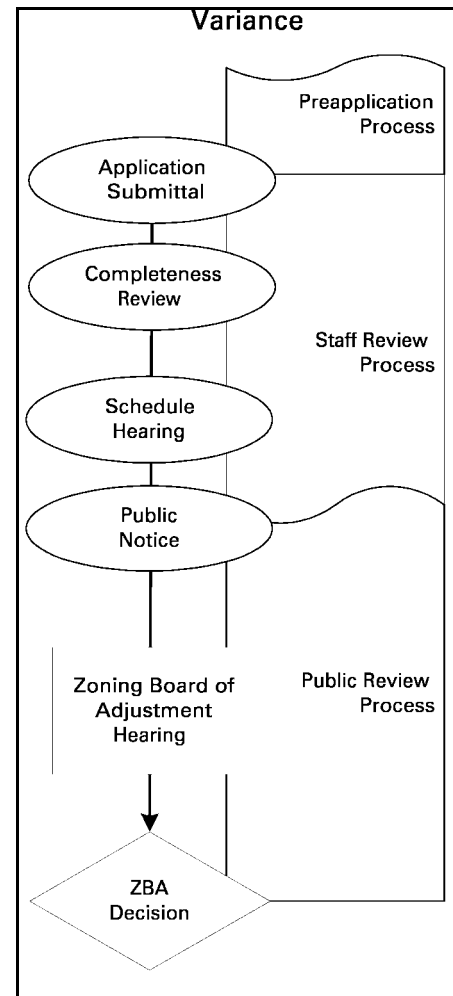 Variance
Preapplication
Process
Application
Submittal
Completeness
Review
Staff Review
Process
Schedule
Hearing
Public
Notice
Zoning Board of
Adjustment
Hearing
Public Review
Process
ZBA
Decision